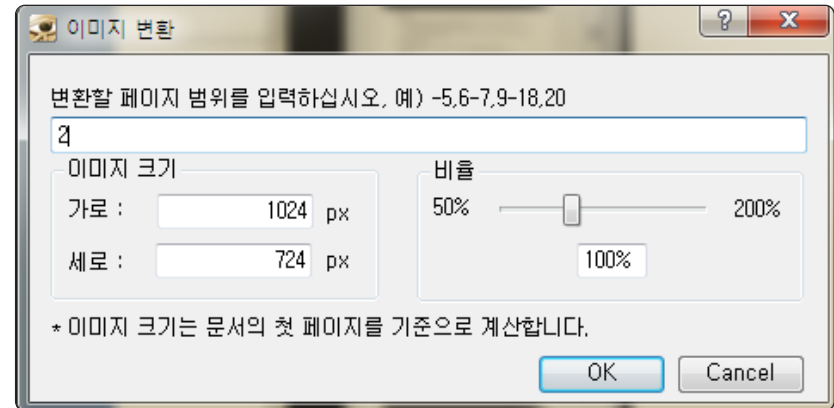 이미지 변환
변환할 페이지 범위를 입력하십시오, 예) -5,6-7,9-18,20
2
이미지 크기
가로 : 1024 px
세로 : 724 px
비율
50% 200%
100%
* 이미지 크기는 문서의 첫 페이지를 기준으로 계산합니다.
OK Cancel